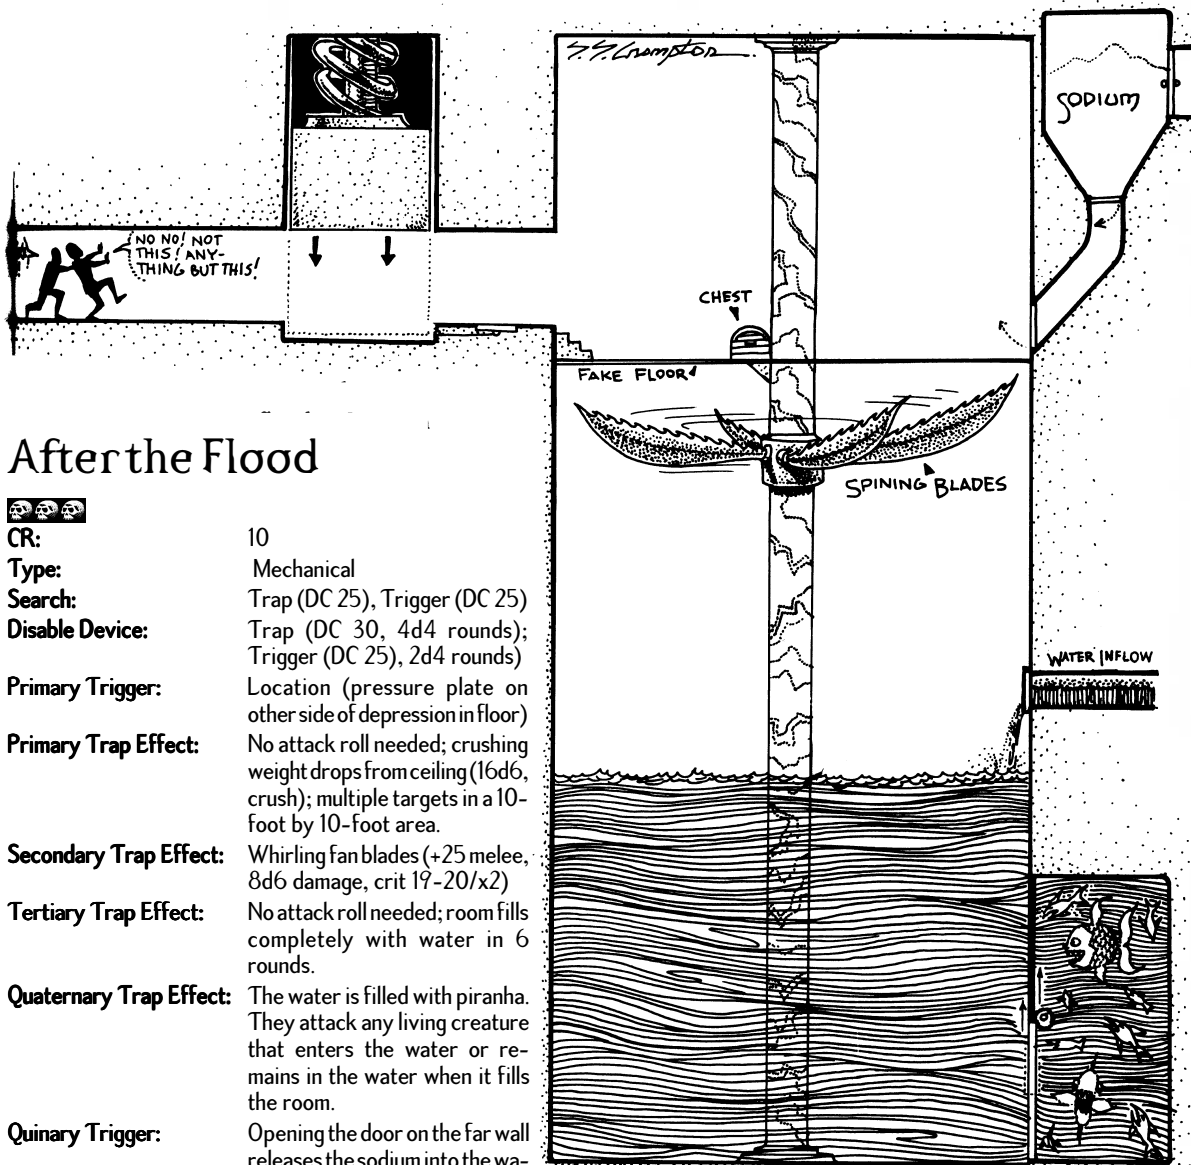 S.S. Crompton
SODIUM
NO NO! NOT
THIS! ANY-
THING BUT THIS!
CHEST
FAKE FLOOR
SPINING BLADES
WATER INFLOW
After the Flood
CR: 10
Type: Mechanical
Search: Trap (DC 25), Trigger (DC 25)
Disable Device: Trap (DC 30, 4d4 rounds);
Trigger (DC 25), 2d4 rounds)
Primary Trigger: Location (pressure plate on
other side of depression in floor)
Primary Trap Effect: No attack roll needed; crushing
weight drops from ceiling (16d6,
crush); multiple targets in a 10-
foot by 10-foot area.
Secondary Trap Effect: Whirling fan blades (+25 melee,
8d6 damage, crit 19-20/x2)
Tertiary Trap Effect: No attack roll needed; room fills
completely with water in 6
rounds.
Quaternary Trap Effect: The water is filled with piranha.
They attack any living creature
that enters the water or re-
mains in the water when it fills
the room.
Quinary Trigger: Opening the door on the far wall
releases the sodium into the wa-